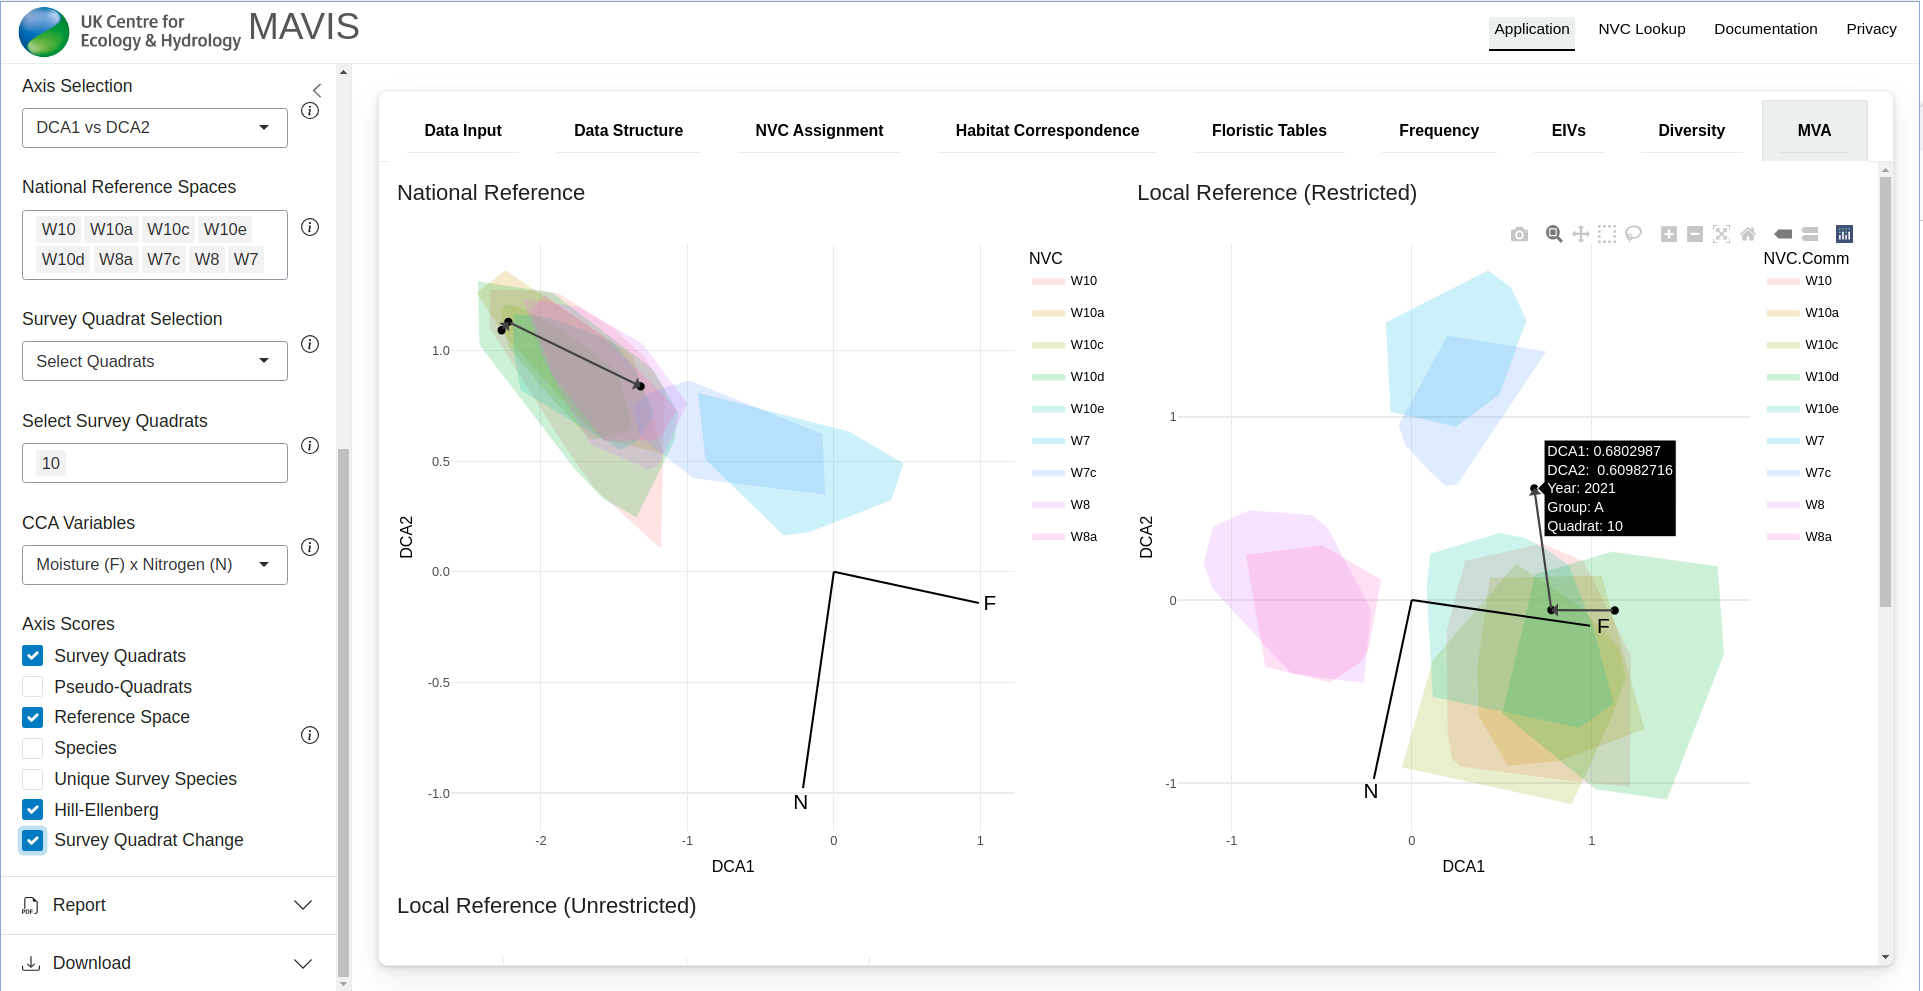 UK Centre for
Ecology & Hydrology
MAVIS
Application
NVC Lookup
Documentation
Privacy
Axis Selection
DCA1 vs DCA2
National Reference Spaces
W10 W10a W10c W10e
W10d W8a W7c W8 W7
Survey Quadrat Selection
Select Quadrats
Select Survey Quadrats
10
CCA Variables
Moisture (F) x Nitrogen (N)
Axis Scores
Survey Quadrats
Pseudo-Quadrats
Reference Space
Species
Unique Survey Species
Hill-Ellenberg
Survey Quadrat Change
PDF
Report
Download
Data Input
Data Structure
NVC Assignment
Habitat Correspondence
Floristic Tables
Frequency
EIVs
Diversity
MVA
National Reference
DCA2
1.0
0.5
0.0
-0.5
-1.0
F
N
-2
-1
0
1
DCA1
NVC
W10
W10a
W10c
W10d
W10e
W7
W7c
W8
W8a
Local Reference (Restricted)
DCA2
1
0
-1
DCA1: 0.6802987
DCA2: 0.60982716
Year: 2021
Group: A
Quadrat: 10
F
N
-1
0
1
DCA1
NVC.Comm
W10
W10a
W10c
W10d
W10e
W7
W7c
W8
W8a
Local Reference (Unrestricted)